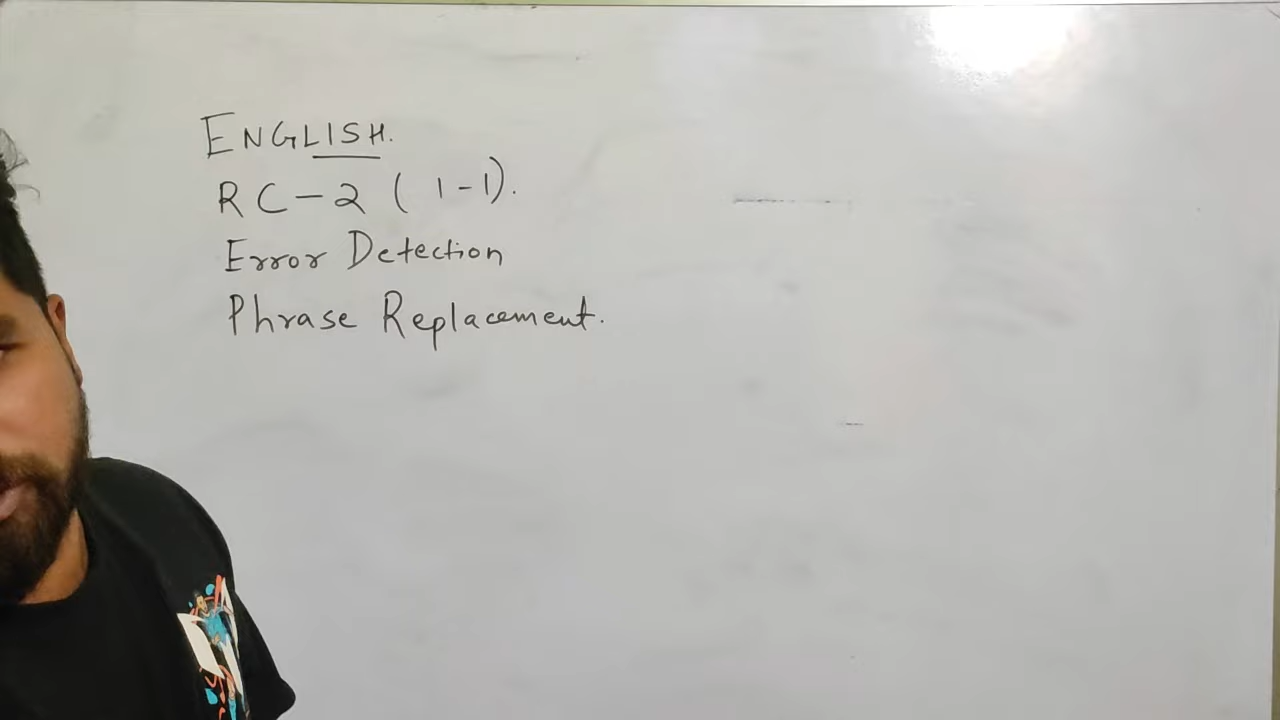 ENGLISH.
RC-2 ( 1-1).
Error Detection
Phrase Replacement.